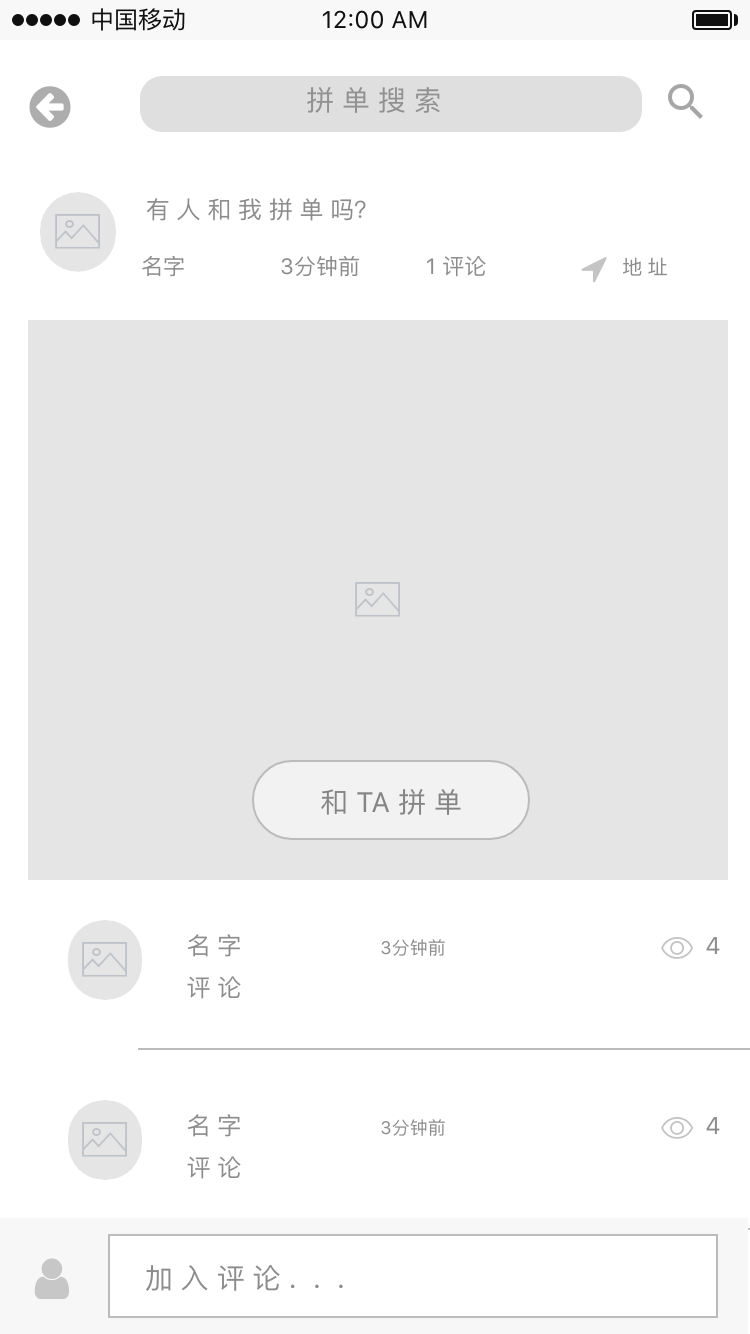 中国移动 12:00 AM
拼单搜索
有人和我拼单吗?
名字 3分钟前 1 评论 地址
和 TA 拼单
名字 3分钟前 4
评论
名字 3分钟前 4
评论
加入评论...